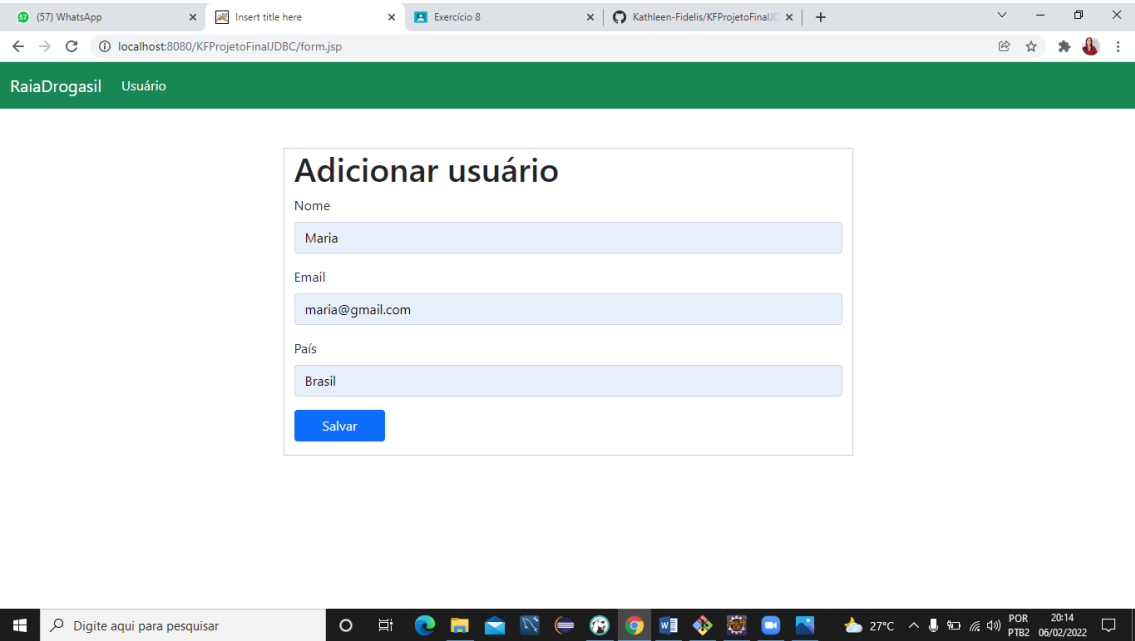 (57) WhatsApp
Insert title here
Exercício 8
Kathleen-Fidelis/KFProjetoFinalJD
localhost:8080/KFProjetoFinalJDBC/form.jsp
RaiaDrogasil Usuário
Adicionar usuário
Nome
Maria
Email
maria@gmail.com
País
Brasil
Salvar
Digite aqui para pesquisar
27°C
POR
PTB2
20:14
06/02/2022